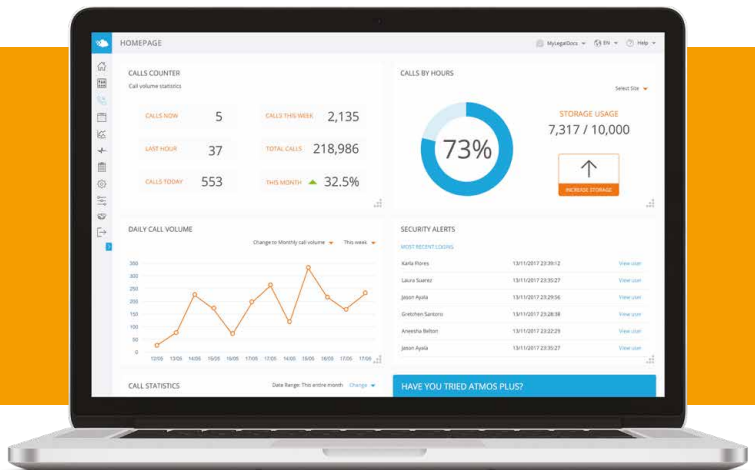 HOMEPAGE
MyLegalDocs
EN
Help
CALLS COUNTER
Call volume statistics
CALLS NOW 5
CALLS THIS WEEK 2,135
LAST HOUR 37
TOTAL CALLS 218,986
CALLS TODAY 553
THIS MONTH 32.5%
CALLS BY HOURS
Select Size
73%
STORAGE USAGE
7,317 / 10,000
INCREASE STORAGE
DAILY CALL VOLUME
Change to Monthly call volume
This week
300
250
200
150
100
50
0
12/05 13/05 14/05 15/05 16/05 17/05 17/05 14/05 15/05 16/05 17/05 17/05
SECURITY ALERTS
MOST RECENT LOGINS
Karla Flores 13/11/2017 23:39:12 View user
Laura Suarez 13/11/2017 23:35:27 View user
Jason Ayala 13/11/2017 23:29:56 View user
Gretchen Santoro 13/11/2017 23:28:38 View user
Aneesha Belton 13/11/2017 23:22:29 View user
Jason Ayala 13/11/2017 23:35:27 View user
CALL STATISTICS
Date Range: This entire month Change
HAVE YOU TRIED ATMOS PLUS?